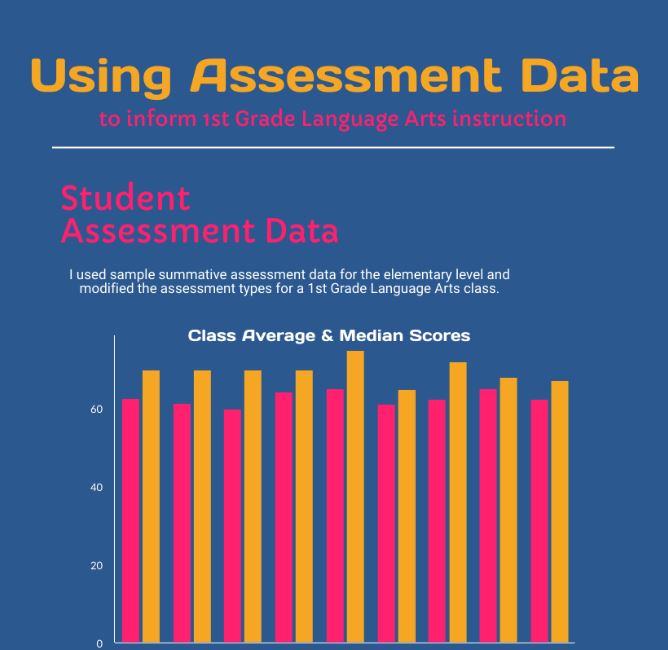 Using Assessment Data
to inform 1st Grade Language Arts instruction
Student
Assessment Data
I used sample summative assessment data for the elementary level and
modified the assessment types for a 1st Grade Language Arts class.
Class Average & Median Scores
60
40
20
0